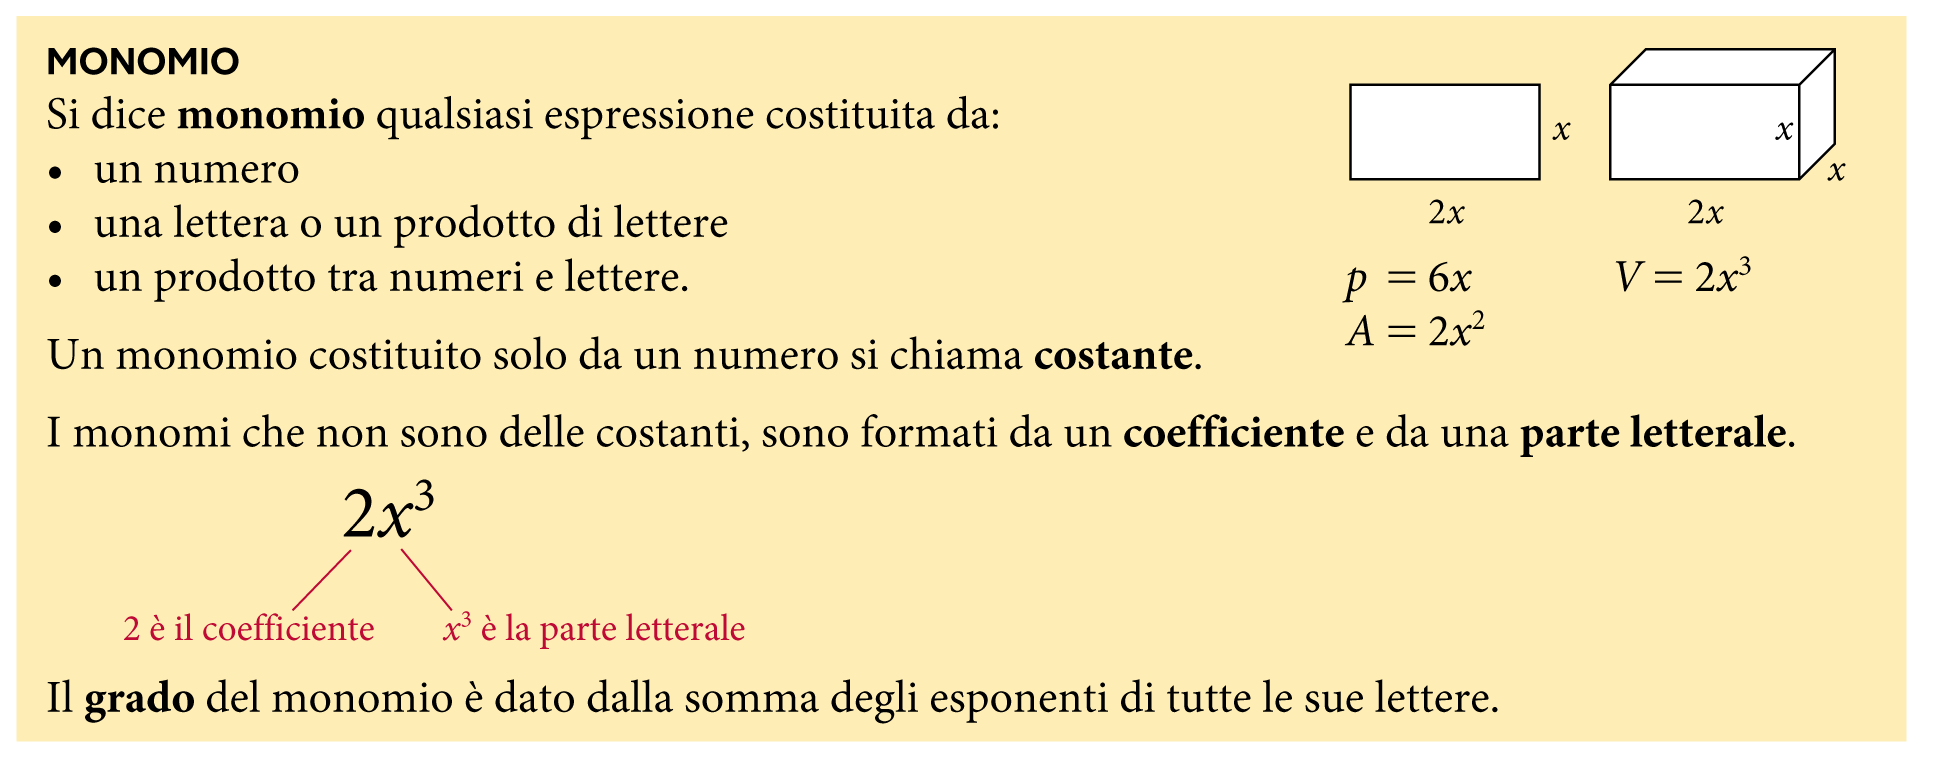 MONOMIO
Si dice monomio qualsiasi espressione costituita da:
• un numero
• una lettera o un prodotto di lettere
• un prodotto tra numeri e lettere.
x
2x
p = 6x
A = 2x²
x
x
2x
V = 2x³
Un monomio costituito solo da un numero si chiama costante.
I monomi che non sono delle costanti, sono formati da un coefficiente e da una parte letterale.
2x³
2 è il coefficiente
x³ è la parte letterale
Il grado del monomio è dato dalla somma degli esponenti di tutte le sue lettere.